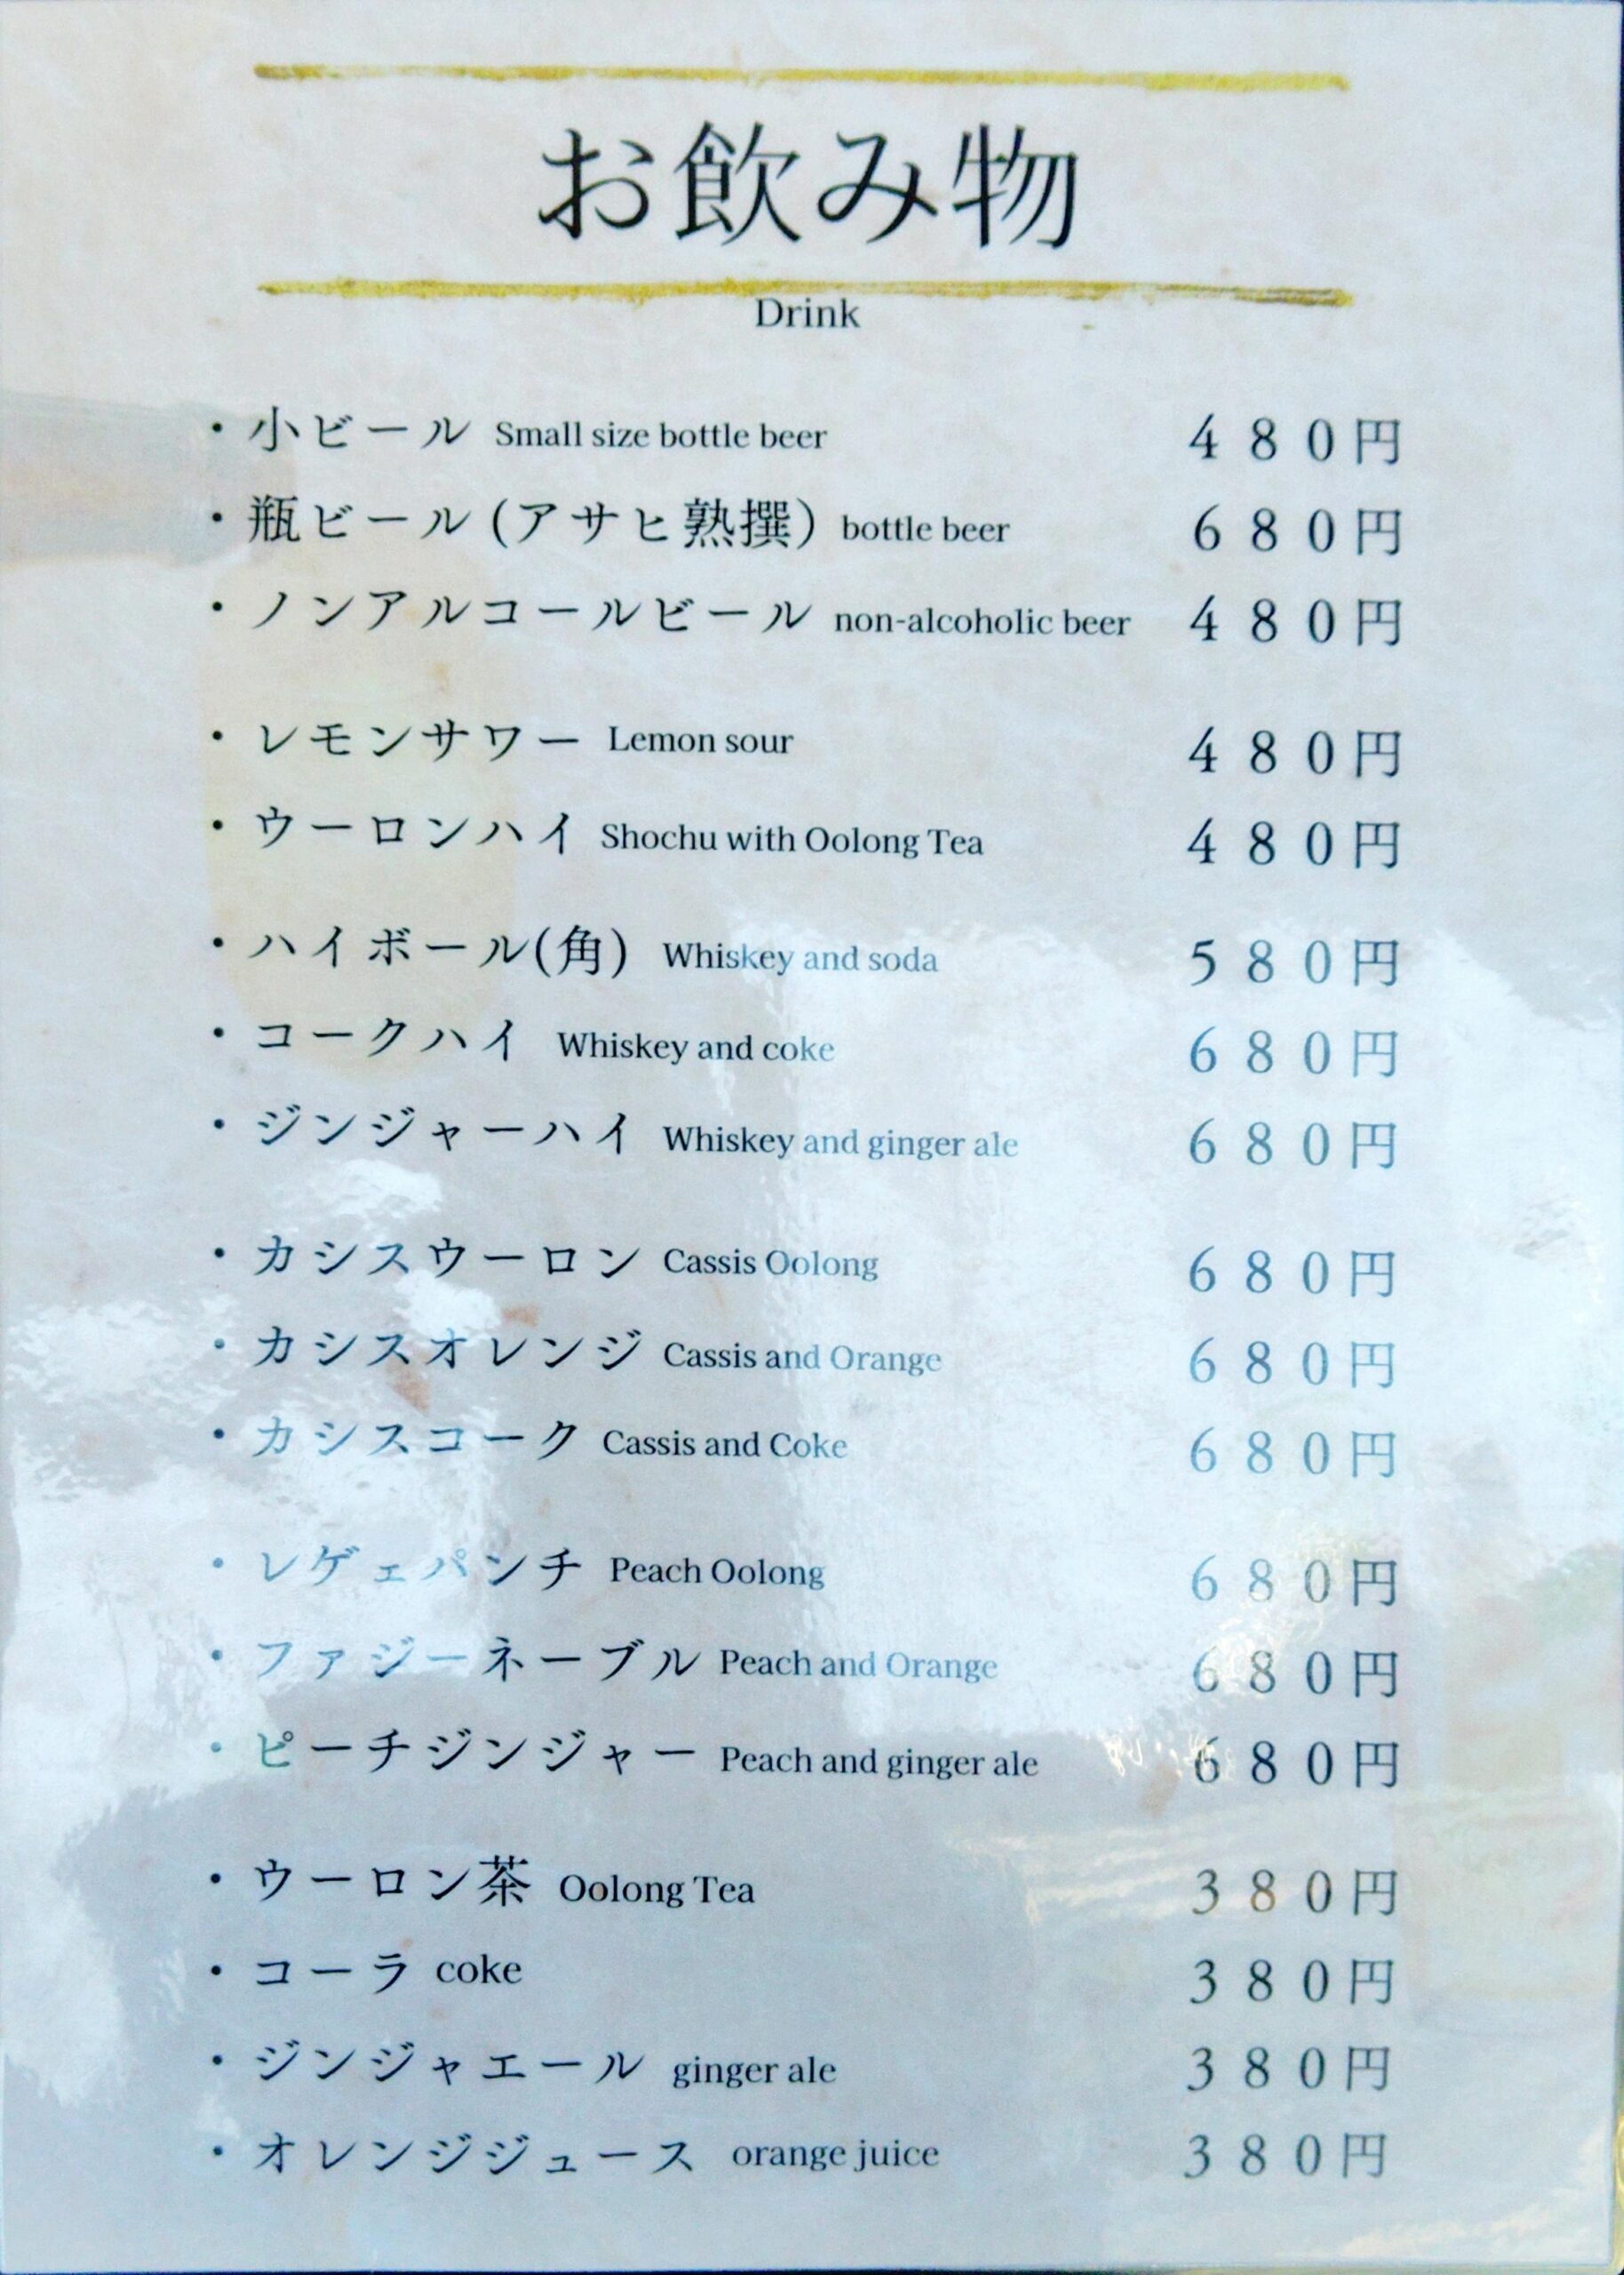 お飲み物
Drink
・小ビール Small size bottle beer 480円
・瓶ビール(アサヒ熟撰) bottle beer 680円
・ノンアルコールビール non-alcoholic beer 480円
・レモンサワー Lemon sour 480円
・ウーロンハイ Shochu with Oolong Tea 480円
・ハイボール(角) Whiskey and soda 580円
・コークハイ Whiskey and coke 680円
・ジンジャーハイ Whiskey and ginger ale 680円
・カシスウーロン Cassis Oolong 680円
・カシスオレンジ Cassis and Orange 680円
・カシスコーク Cassis and Coke 680円
・レゲェパンチ Peach Oolong 680円
・ファジーネーブル Peach and Orange 680円
・ピーチジンジャー Peach and ginger ale 680円
・ウーロン茶 Oolong Tea 380円
・コーラ coke 380円
・ジンジャエール ginger ale 380円
・オレンジジュース orange juice 380円